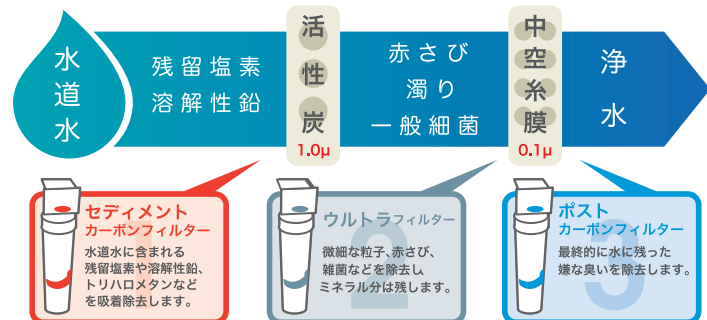 水道水
残留塩素
溶解性鉛
活性炭
1.0μ
赤さび
濁り
一般細菌
中空糸膜
0.1μ
浄水
1
セディメント
カーボンフィルター
水道水に含まれる
残留塩素や溶解性鉛、
トリハロメタンなど
を吸着除去します。
2
ウルトラフィルター
微細な粒子、赤さび、
雑菌などを除去し
ミネラル分は残します。
3
ポスト
カーボンフィルター
最終的に水に残った
嫌な臭いを除去します。